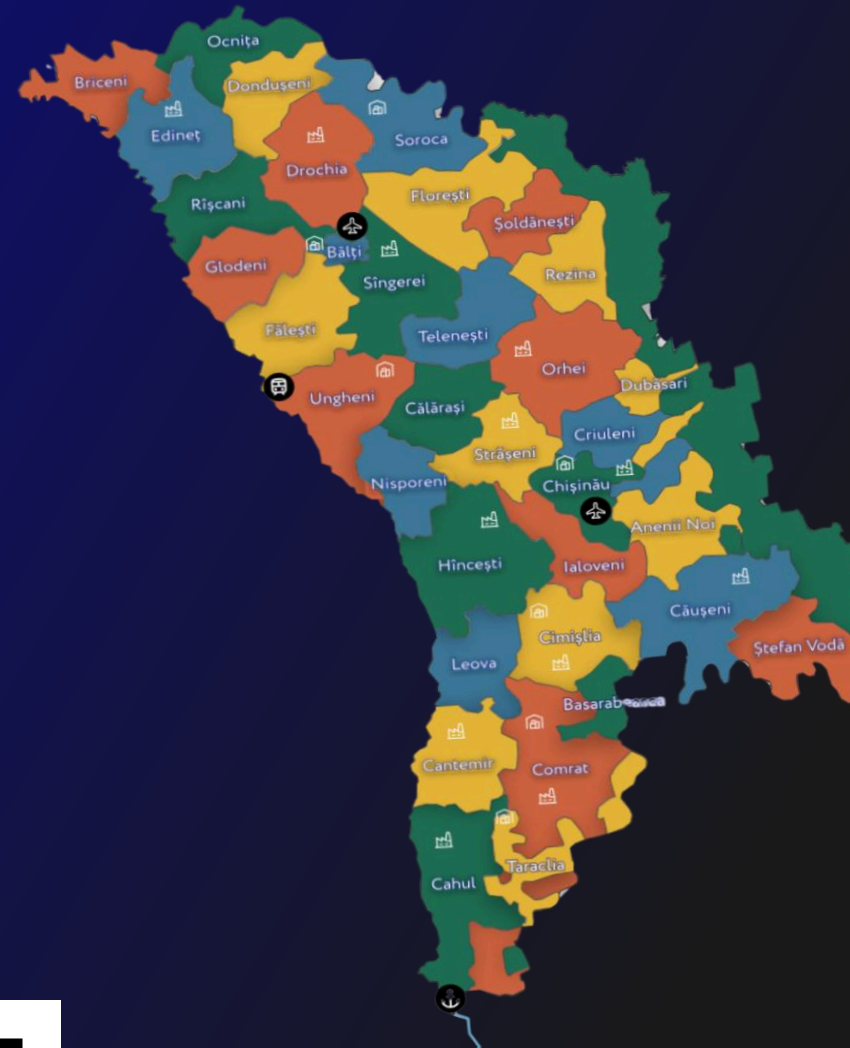 Ocnița
Briceni
Dondușeni
Edineț
Soroca
Drochia
Florești
Rîșcani
Șoldănești
Bălți
Glodeni
Rezina
Sîngerei
Fălești
Telenești
Orhei
Dubăsari
Ungheni
Călărași
Criuleni
Strășeni
Nisporeni
Chișinău
Anenii Noi
Hîncești
Ialoveni
Căușeni
Cimișlia
Ștefan Vodă
Leova
Cantemir
Comrat
Taraclia
Cahul